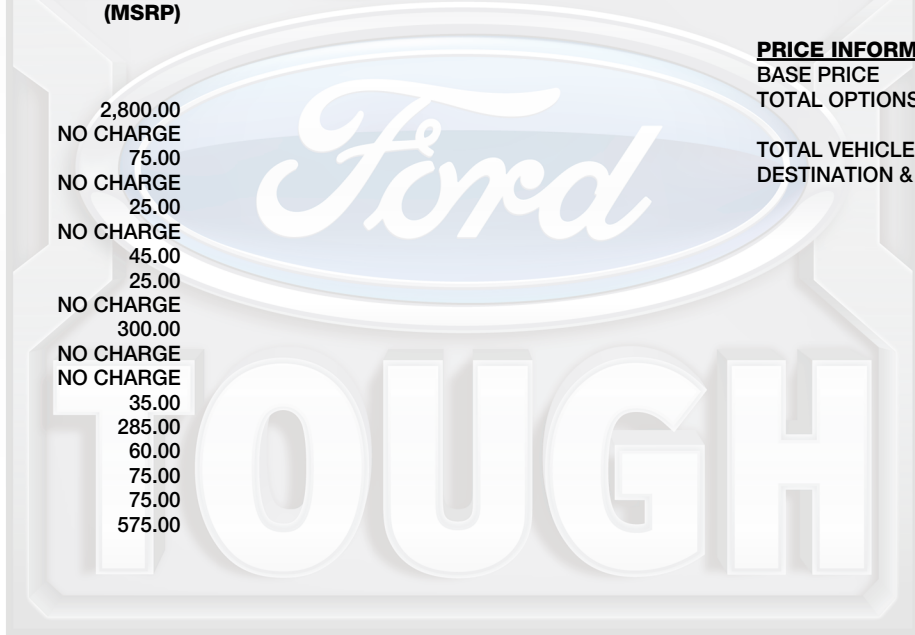 (MSRP)
PRICE INFORM
BASE PRICE
TOTAL OPTIONS
TOTAL VEHICLE
DESTINATION &
2,800.00
NO CHARGE
75.00
NO CHARGE
25.00
NO CHARGE
45.00
25.00
NO CHARGE
300.00
NO CHARGE
NO CHARGE
35.00
285.00
60.00
75.00
75.00
575.00
Ford
TOUGH